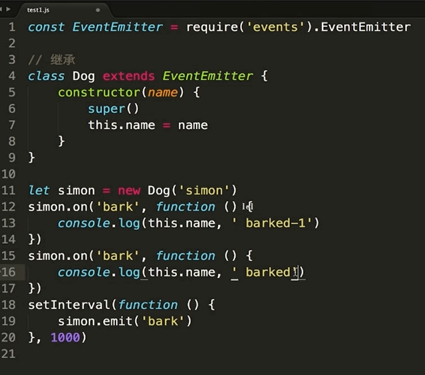 test1.js
1 const EventEmitter = require('events').EventEmitter
2
3 // 继承
4 class Dog extends EventEmitter {
5 constructor(name) {
6 super()
7 this.name = name
8 }
9 }
10
11 let simon = new Dog('simon')
12 simon.on('bark', function () {
13 console.log(this.name, ' barked-1')
14 })
15 simon.on('bark', function () {
16 console.log(this.name, ' barked')
17 })
18 setInterval(function () {
19 simon.emit('bark')
20 }, 1000)
21